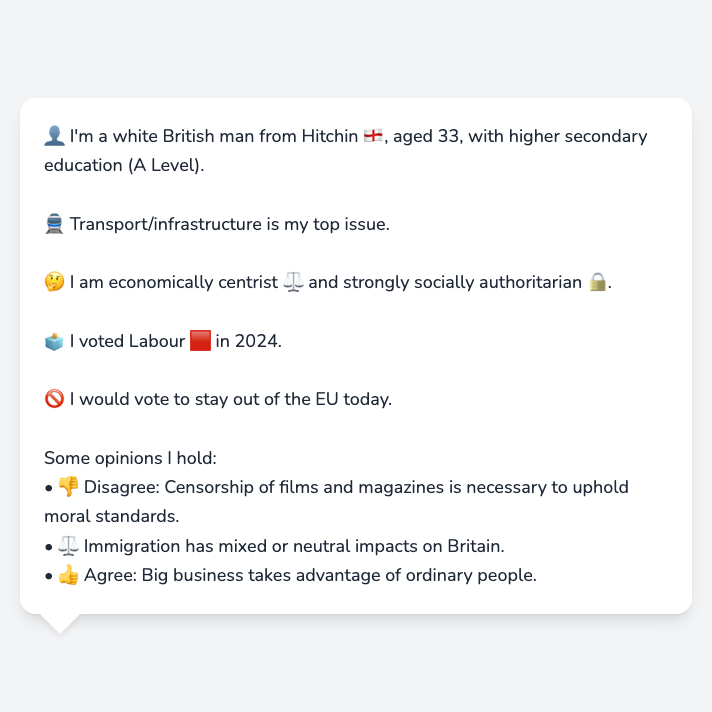 👤 I'm a white British man from Hitchin 🏴󠁧󠁢󠁥󠁮󠁧󠁿, aged 33, with higher secondary
education (A Level).
🚆 Transport/infrastructure is my top issue.
🤔 I am economically centrist ⚖️ and strongly socially authoritarian 🔒.
🗳️ I voted Labour 🟥 in 2024.
🚫 I would vote to stay out of the EU today.
Some opinions I hold:
• 👎 Disagree: Censorship of films and magazines is necessary to uphold
moral standards.
• ⚖️ Immigration has mixed or neutral impacts on Britain.
• 👍 Agree: Big business takes advantage of ordinary people.